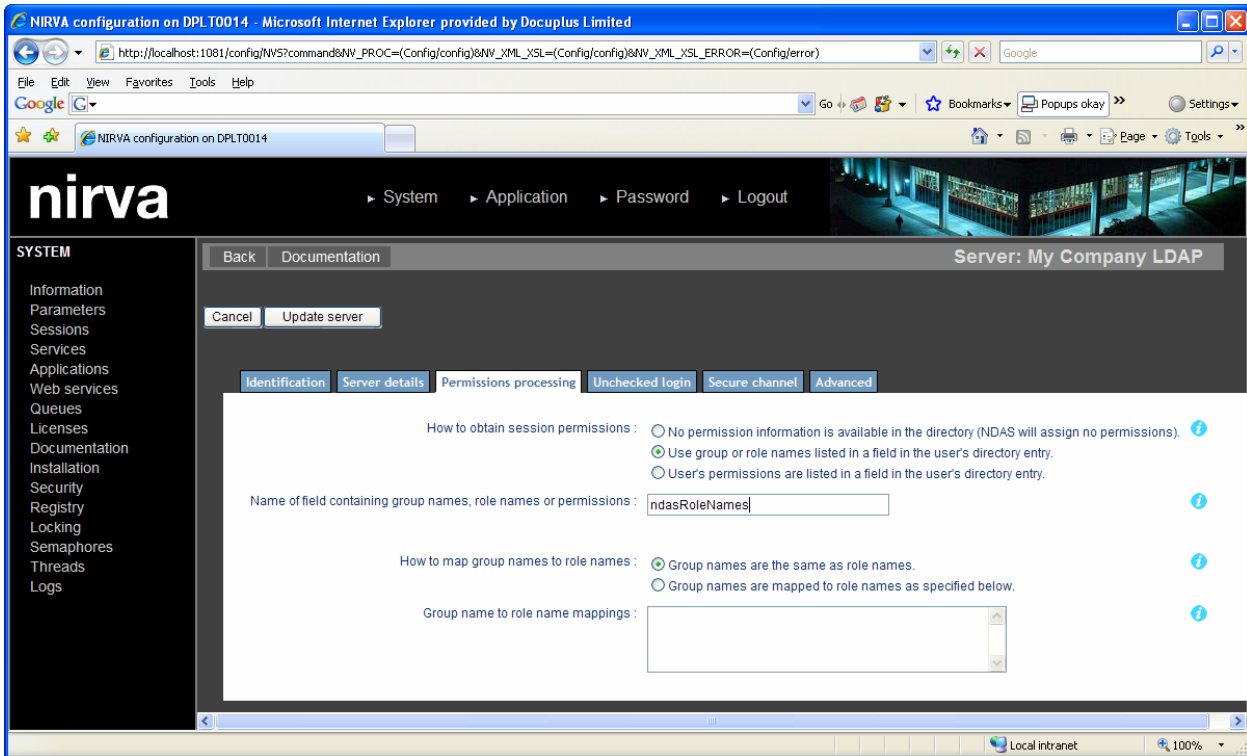 NIRVA configuration on DPLT0014 - Microsoft Internet Explorer provided by Docuplus Limited
http://localhost:1081/config/NVS?command&NV_PROC=(Config/config)&NV_XML_XSL=(Config/config)&NV_XML_XSL_ERROR=(Config/error)
Google
File Edit View Favorites Tools Help
Google G Go Bookmarks Popups okay >> Settings
NIRVA configuration on DPLT0014 Page Tools >>
nirva
System Application Password Logout
SYSTEM
Back Documentation Server: My Company LDAP
Information
Parameters
Sessions
Services
Applications
Web services
Queues
Licenses
Documentation
Installation
Security
Registry
Locking
Semaphores
Threads
Logs
Cancel Update server
Identification Server details Permissions processing Unchecked login Secure channel Advanced
How to obtain session permissions : No permission information is available in the directory (NDAS will assign no permissions).
Use group or role names listed in a field in the user's directory entry.
User's permissions are listed in a field in the user's directory entry.
Name of field containing group names, role names or permissions : ndasRoleNames
How to map group names to role names : Group names are the same as role names.
Group names are mapped to role names as specified below.
Group name to role name mappings :
Local intranet 100%